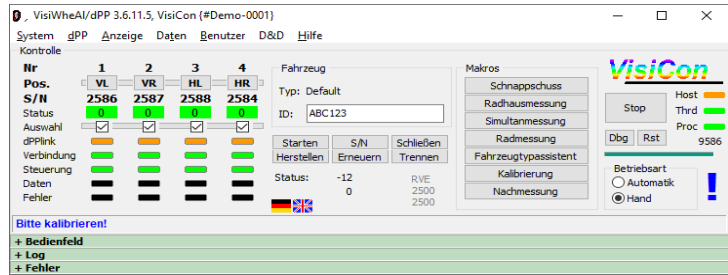 VisiWheAl/dPP 3.6.11.5, VisiCon {#Demo-0001}
System dPP Anzeige Daten Benutzer D&D Hilfe
Kontrolle
Nr 1 2 3 4
Pos. VL VR HL HR
S/N 2586 2587 2588 2584
Status 0 0 0 0
Auswahl
dPPlink
Verbindung
Steuerung
Daten
Fehler
Fahrzeug
Typ: Default
ID: ABC123
Starten S/N Schließen
Herstellen Erneuern Trennen
Status: -12 RVE
0 2500
2500
Makros
Schnappschuss
Radhausmessung
Simultanmessung
Radmessung
Fahrzeugtypassistent
Kalibrierung
Nachmessung
VisiCon
Stop
Host
Thrd
Proc
Dbg Rst 9586
Betriebsart
Automatik
Hand
!
Bitte kalibrieren!
+ Bedienfeld
+ Log
+ Fehler